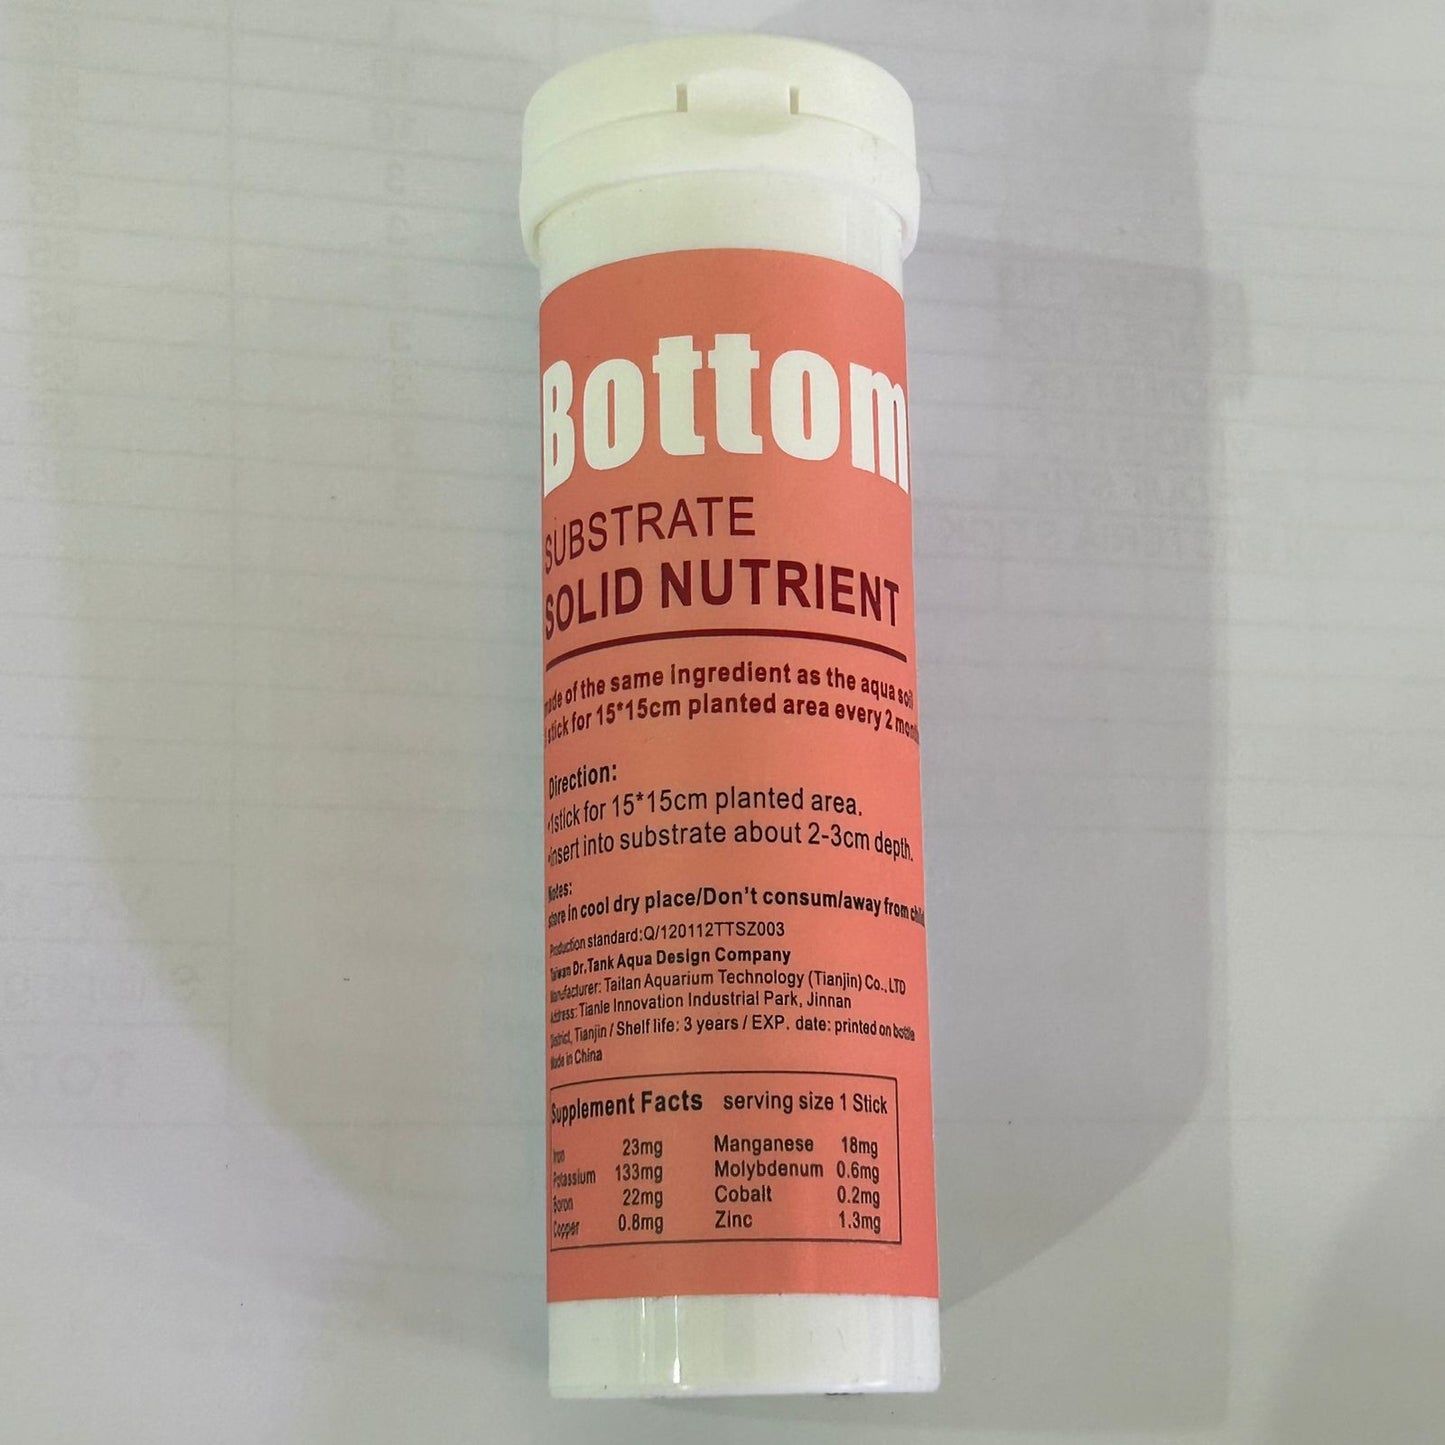 Bottom
SUBSTRATE
SOLID NUTRIENT
made of the same ingredient as the aqua soil
stick for 15*15cm planted area every 2 month
Direction:
•1stick for 15*15cm planted area.
•insert into substrate about 2-3cm depth.
Notes:
store in cool dry place/Don't consum/away from
Production standard:Q/120112TTSZ003
Taiwan Dr.Tank Aqua Design Company
Manufacturer: Taitan Aquarium Technology (Tianjin) Co.,LTD
Address: Tianle Innovation Industrial Park, Jinnan
District, Tianjin / Shelf life: 3 years / EXP. date: printed on bottle
Made in China
Supplement Facts serving size 1 Stick
Iron 23mg Manganese 18mg
Potassium 133mg Molybdenum 0.6mg
Boron 22mg Cobalt 0.2mg
Copper 0.8mg Zinc 1.3mg